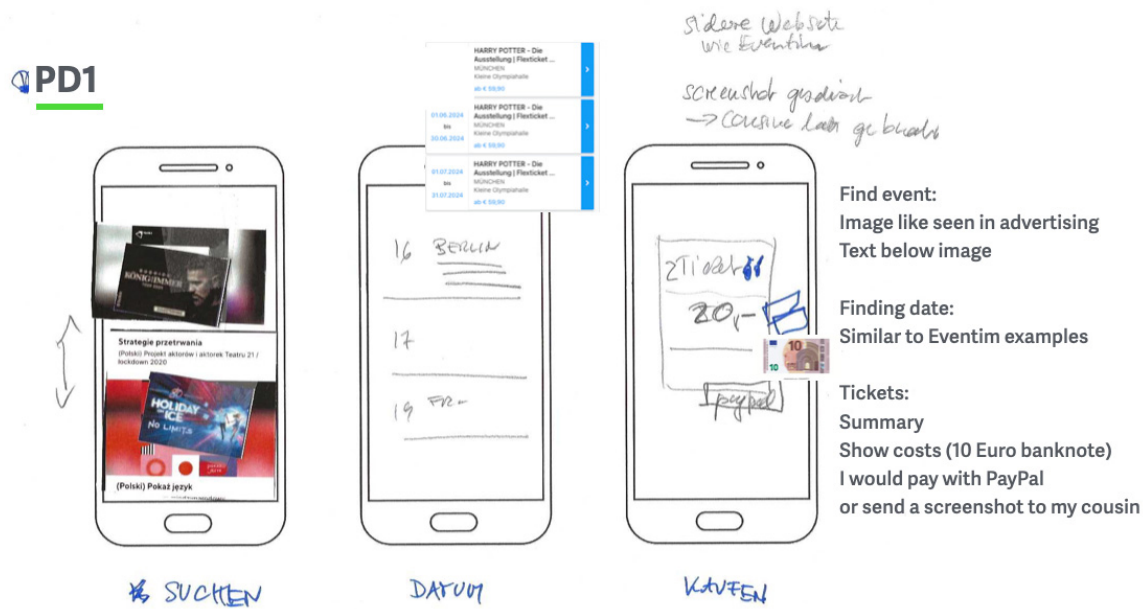 PD1
sichere Website
wie Eventim
screenshot geschickt
→ Cousine hat gebucht
HARRY POTTER - Die
Ausstellung | Flexticket ...
MÜNCHEN
Kleine Olympiahalle
ab € 59,90
01.06.2024
bis
30.06.2024
HARRY POTTER - Die
Ausstellung | Flexticket ...
MÜNCHEN
Kleine Olympiahalle
ab € 59,90
01.07.2024
bis
31.07.2024
HARRY POTTER - Die
Ausstellung | Flexticket ...
MÜNCHEN
Kleine Olympiahalle
ab € 59,90
KÖNIG
Strategie przetrwania
(Polski) Projekt aktorów i aktorek Teatru 21 /
lockdown 2020
HOLIDAY
ON ICE
NO LIMITS
(Polski) Pokaż język
16 BERLIN
17
19 FR-
2 Tickets
20,-
10
10
paypal
Find event:
Image like seen in advertising
Text below image
Finding date:
Similar to Eventim examples
Tickets:
Summary
Show costs (10 Euro banknote)
I would pay with PayPal
or send a screenshot to my cousin
SUCHEN
DATUM
KAUFEN